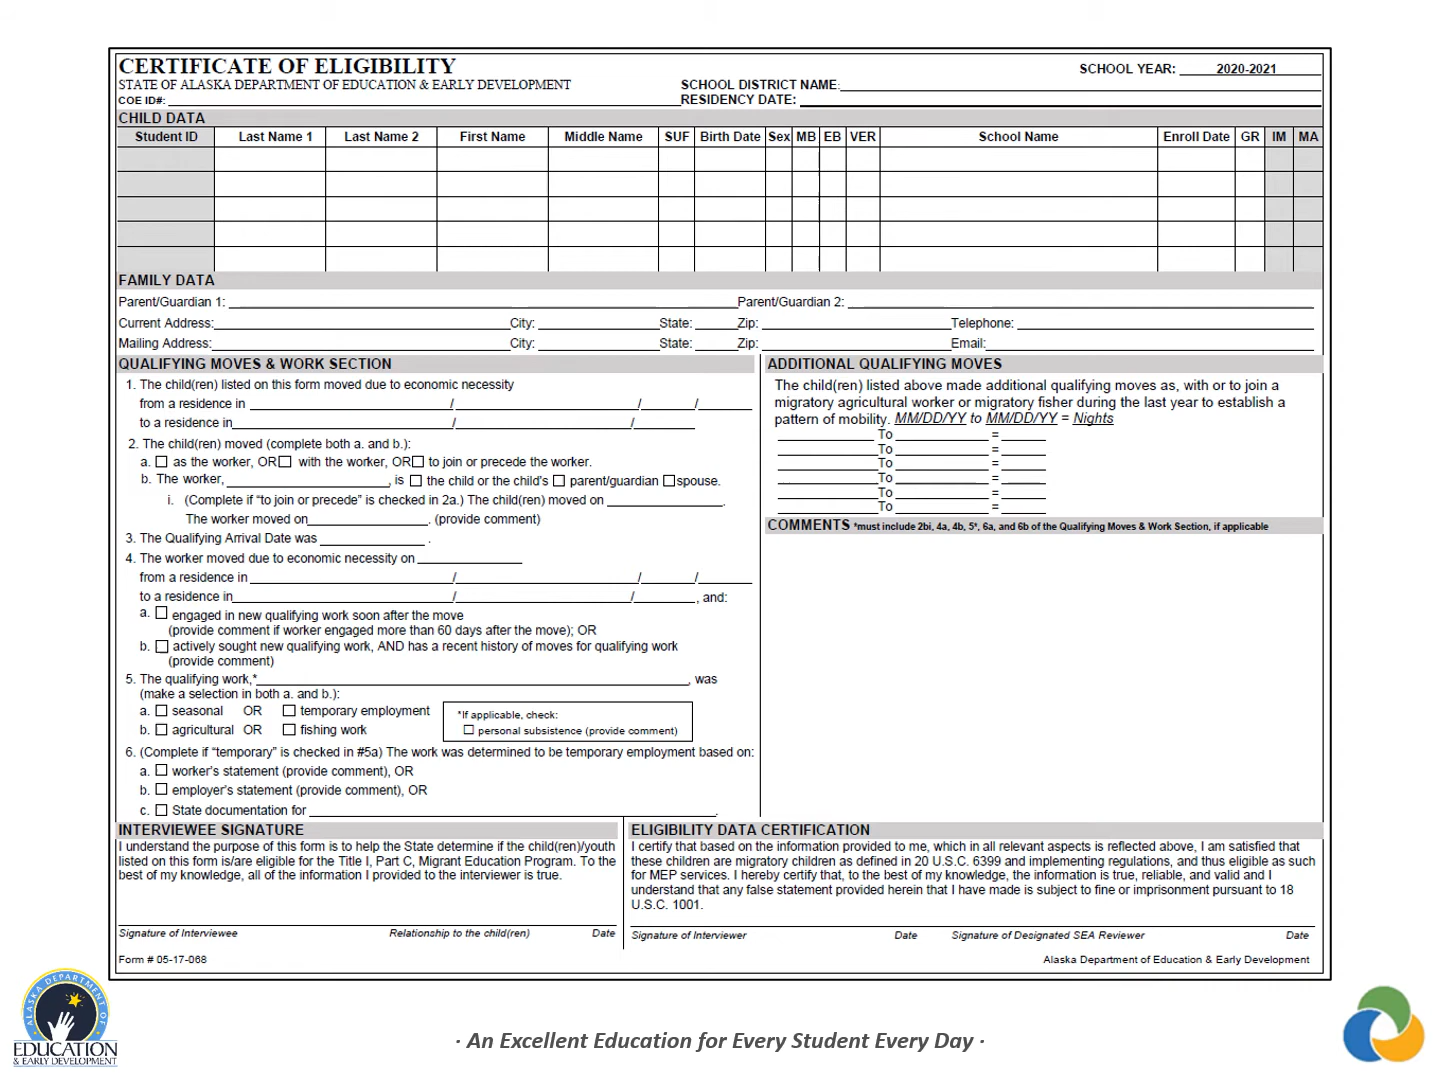 CERTIFICATE OF ELIGIBILITY
STATE OF ALASKA DEPARTMENT OF EDUCATION & EARLY DEVELOPMENT
COE ID#:
SCHOOL YEAR: 2020-2021
SCHOOL DISTRICT NAME:
RESIDENCY DATE:
CHILD DATA
Student ID Last Name 1 Last Name 2 First Name Middle Name SUF Birth Date Sex MB EB VER School Name Enroll Date GR IM MA
FAMILY DATA
Parent/Guardian 1: Parent/Guardian 2:
Current Address: City: State: Zip: Telephone:
Mailing Address: City: State: Zip: Email:
QUALIFYING MOVES & WORK SECTION
1. The child(ren) listed on this form moved due to economic necessity
from a residence in / / /
to a residence in / /
2. The child(ren) moved (complete both a. and b.):
a. as the worker, OR with the worker, OR to join or precede the worker.
b. The worker, , is the child or the child's parent/guardian spouse.
i. (Complete if "to join or precede" is checked in 2a.) The child(ren) moved on .
The worker moved on . (provide comment)
3. The Qualifying Arrival Date was .
4. The worker moved due to economic necessity on
from a residence in / / /
to a residence in / / , and:
a. engaged in new qualifying work soon after the move
(provide comment if worker engaged more than 60 days after the move); OR
b. actively sought new qualifying work, AND has a recent history of moves for qualifying work
(provide comment)
5. The qualifying work,* , was
(make a selection in both a. and b.):
a. seasonal OR temporary employment
b. agricultural OR fishing work
*If applicable, check:
personal subsistence (provide comment)
6. (Complete if "temporary" is checked in #5a) The work was determined to be temporary employment based on:
a. worker's statement (provide comment), OR
b. employer's statement (provide comment), OR
c. State documentation for .
ADDITIONAL QUALIFYING MOVES
The child(ren) listed above made additional qualifying moves as, with or to join a
migratory agricultural worker or migratory fisher during the last year to establish a
pattern of mobility. MM/DD/YY to MM/DD/YY = Nights
To =
To =
To =
To =
To =
To =
COMMENTS *must include 2bi, 4a, 4b, 5*, 6a, and 6b of the Qualifying Moves & Work Section, if applicable
INTERVIEWEE SIGNATURE
I understand the purpose of this form is to help the State determine if the child(ren)/youth
listed on this form is/are eligible for the Title I, Part C, Migrant Education Program. To the
best of my knowledge, all of the information I provided to the interviewer is true.
Signature of Interviewee Relationship to the child(ren) Date
ELIGIBILITY DATA CERTIFICATION
I certify that based on the information provided to me, which in all relevant aspects is reflected above, I am satisfied that
these children are migratory children as defined in 20 U.S.C. 6399 and implementing regulations, and thus eligible as such
for MEP services. I hereby certify that, to the best of my knowledge, the information is true, reliable, and valid and I
understand that any false statement provided herein that I have made is subject to fine or imprisonment pursuant to 18
U.S.C. 1001.
Signature of Interviewer Date Signature of Designated SEA Reviewer Date
Form # 05-17-068
Alaska Department of Education & Early Development
ALASKA DEPARTMENT OF
EDUCATION
& EARLY DEVELOPMENT
· An Excellent Education for Every Student Every Day ·